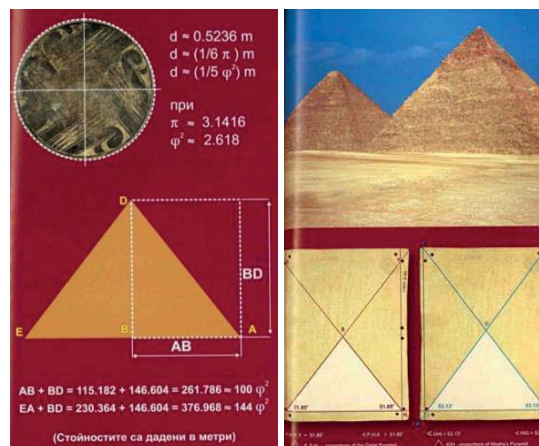 d ≈ 0.5236 m
d ≈ (1/6 π) m
d ≈ (1/5 φ²) m
при
π ≈ 3.1416
φ² ≈ 2.618
D
BD
E
B
A
AB
AB + BD = 115.182 + 146.604 = 261.786 ≈ 100 φ²
EA + BD = 230.364 + 146.604 = 376.968 ≈ 144 φ²
(Стойностите са дадени в метри)
51.85°
51.85°
53.13°
53.13°